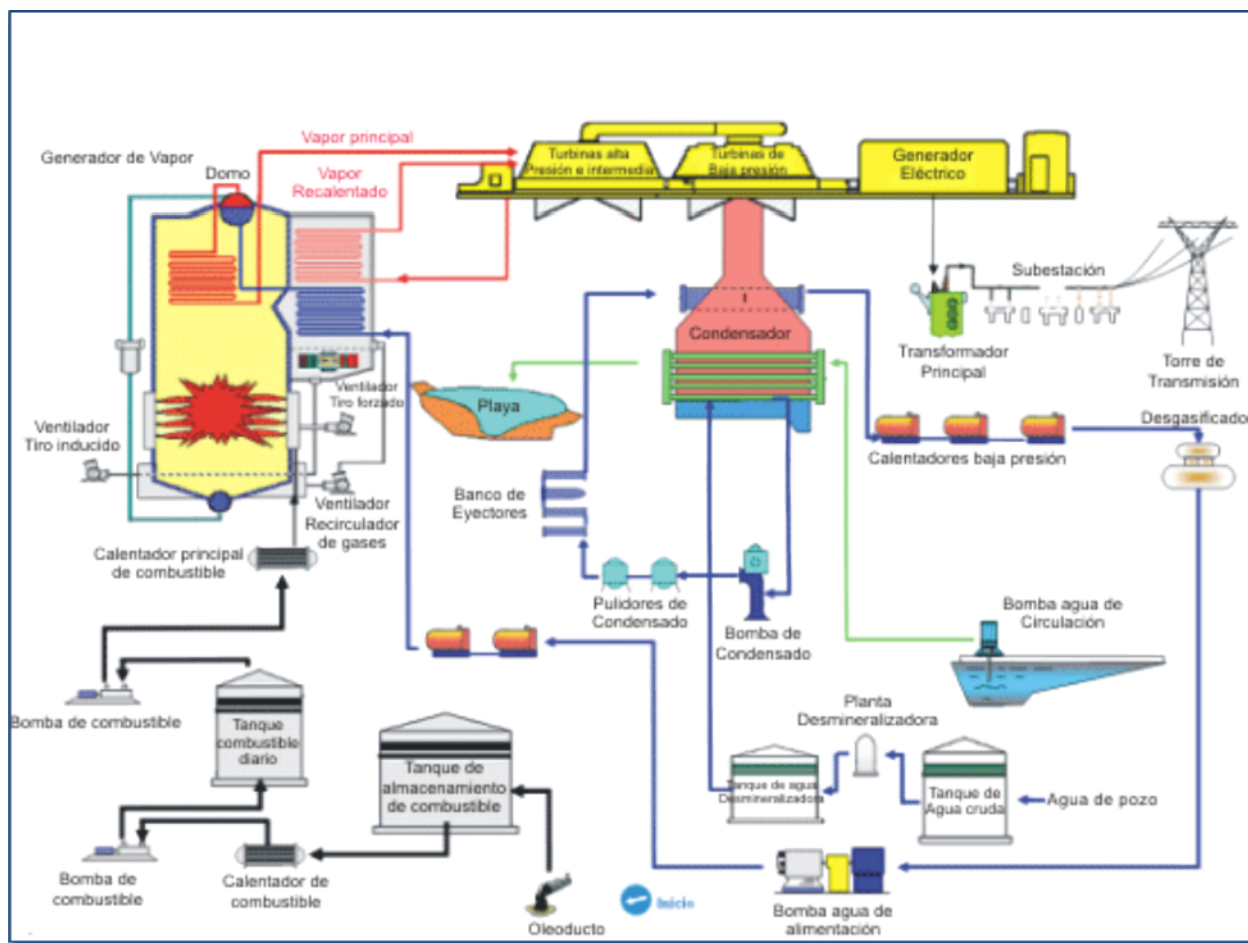 Vapor principal
Generador de Vapor
Domo
Vapor
Recalentado
Turbinas alta
Presión e intermedia
Turbinas de
Baja presión
Generador
Eléctrico
Subestación
Transformador
Principal
Torre de
Transmisión
Condensador
Ventilador
Tiro forzado
Playa
Ventilador
Tiro inducido
Desgasificador
Calentadores baja presión
Banco de
Eyectores
Ventilador
Recirculador
de gases
Calentador principal
de combustible
Pulidores de
Condensado
Bomba de
Condensado
Bomba agua de
Circulación
Bomba de combustible
Tanque
combustible
diario
Tanque de
almacenamiento
de combustible
Planta
Desmineralizadora
Tanque de agua
Desmineralizadora
Tanque de
Agua cruda
Agua de pozo
Bomba de
combustible
Calentador de
combustible
Oleoducto
Inicio
Bomba agua de
alimentación